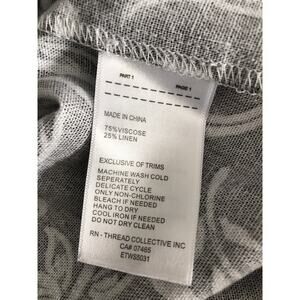 PART 1 PAGE 1
MADE IN CHINA
75%VISCOSE
25% LINEN
EXCLUSIVE OF TRIMS
MACHINE WASH COLD
SEPERATELY
DELICATE CYCLE
ONLY NON-CHLORINE
BLEACH IF NEEDED
HANG TO DRY
COOL IRON IF NEEDED
DO NOT DRY CLEAN
RN - THREAD COLLECTIVE INC
CA# 07465
ETWS5031